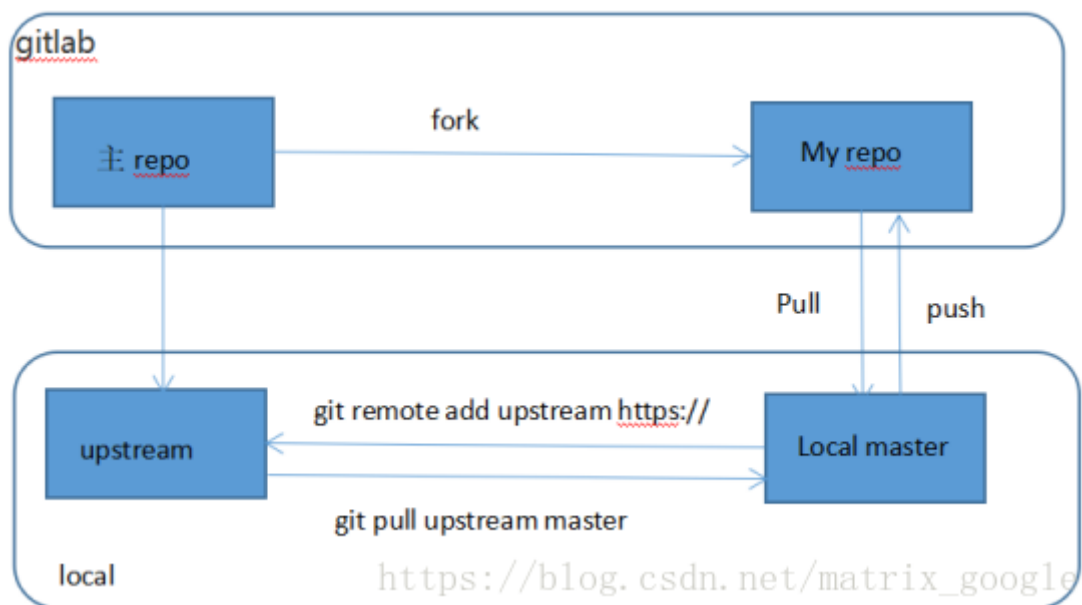 gitlab
fork
主 repo
My repo
Pull
push
git remote add upstream https://
upstream
Local master
git pull upstream master
local
https://blog.csdn.net/matrix_google